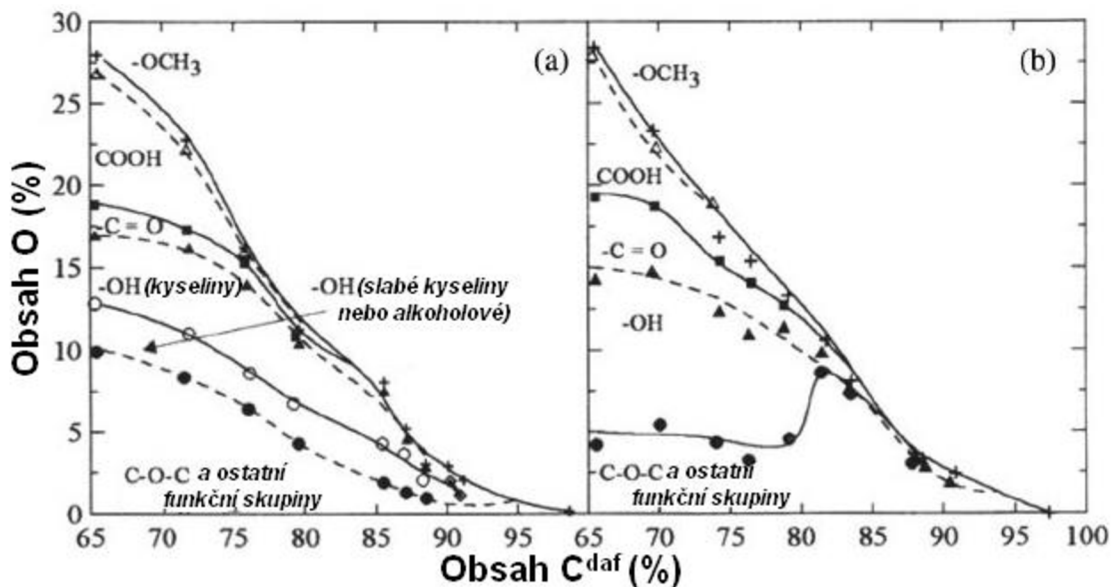 Obsah O (%)
30
25
20
15
10
5
0
(a)
-OCH3
COOH
-C = O
-OH (kyseliny)
-OH (slabé kyseliny
nebo alkoholové)
C-O-C a ostatní
funkční skupiny
65 70 75 80 85 90 95
(b)
-OCH3
COOH
-C = O
-OH
C-O-C a ostatní
funkční skupiny
65 70 75 80 85 90 95 100
Obsah Cdaf (%)